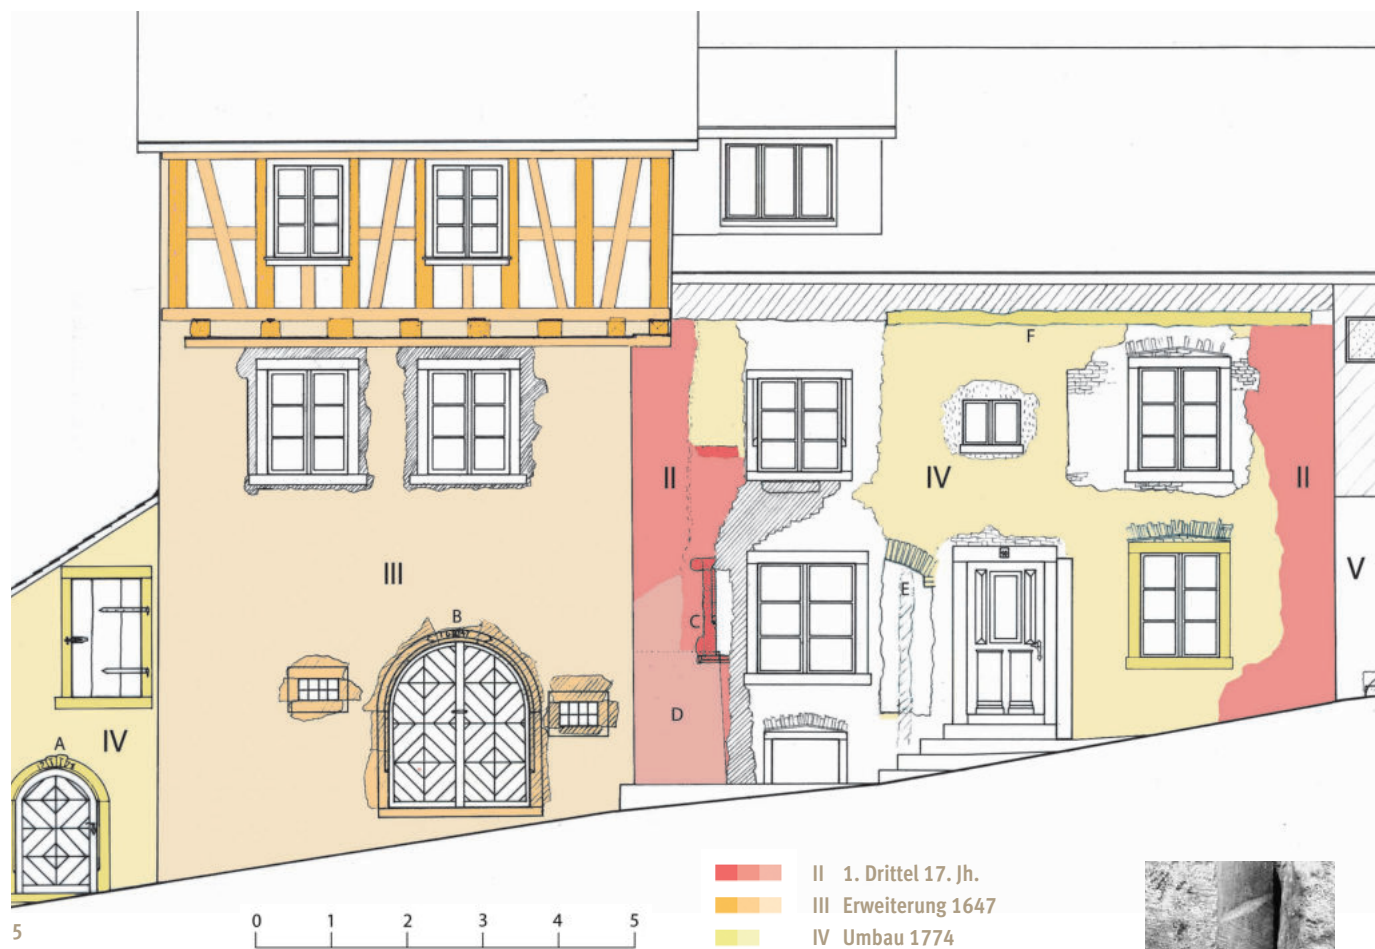 F
II
IV
II
III
V
E
B
C
D
A
IV
II 1. Drittel 17. Jh.
III Erweiterung 1647
IV Umbau 1774
0 1 2 3 4 5
5